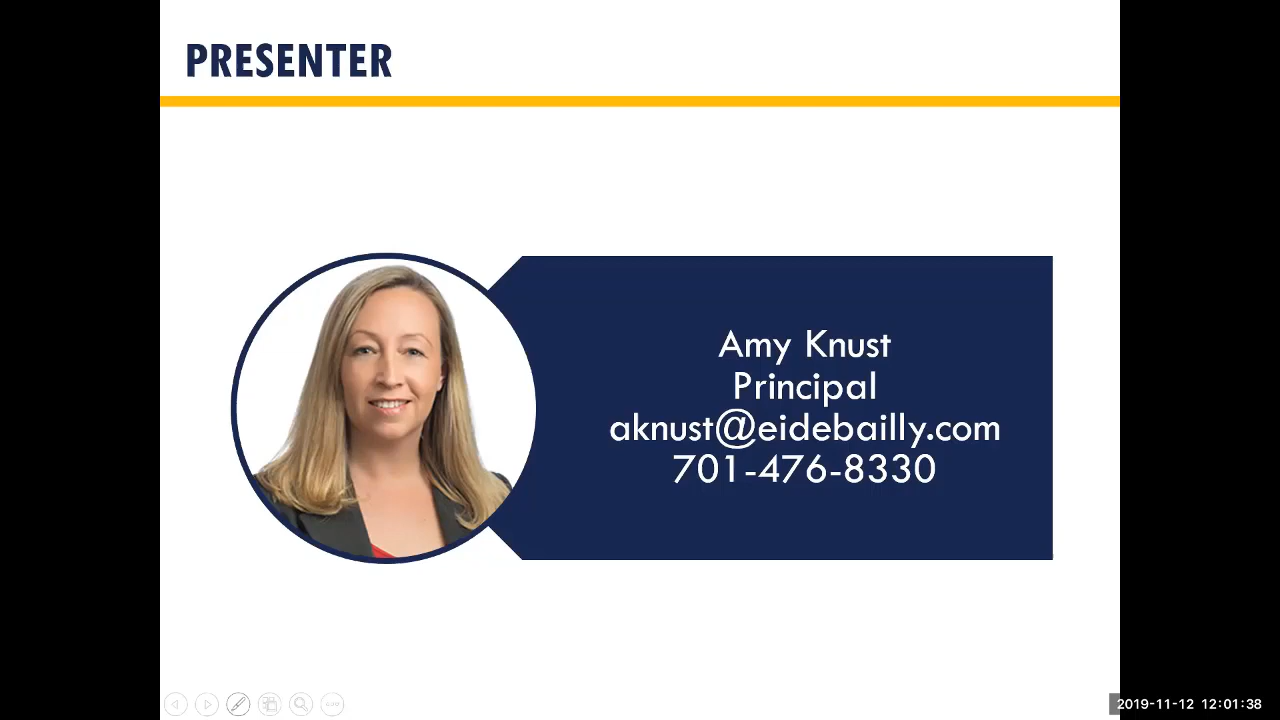 PRESENTER
Amy Knust
Principal
aknust@eidebailly.com
701-476-8330
2019-11-12 12:01:38